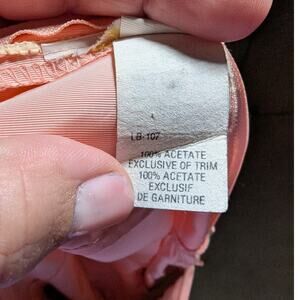 LB-107
100% ACETATE
EXCLUSIVE OF TRIM
100% ACETATE
EXCLUSIF
DE GARNITURE